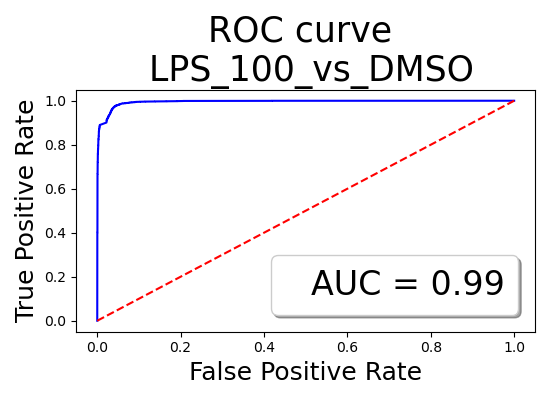 ROC curve
LPS_100_vs_DMSO
True Positive Rate
1.0
0.8
0.6
0.4
0.2
0.0
AUC = 0.99
0.0 0.2 0.4 0.6 0.8 1.0
False Positive Rate